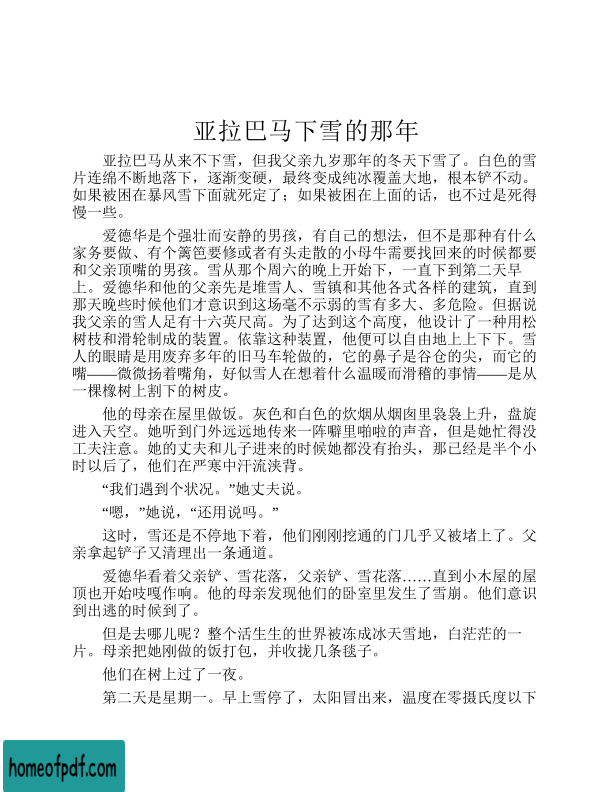 亚拉巴马下雪的那年
亚拉巴马从来不下雪，但我父亲九岁那年的冬天下雪了。白色的雪
片连绵不断地落下，逐渐变硬，最终变成纯冰覆盖大地，根本铲不动。
如果被困在暴风雪下面就死定了；如果被困在上面的话，也不过是死得
慢一些。
爱德华是个强壮而安静的男孩，有自己的想法，但不是那种有什么
家务要做、有个篱笆要修或者有头走散的小母牛需要找回来的时候都要
和父亲顶嘴的男孩。雪从那个周六的晚上开始下，一直下到第二天早
上。爱德华和他的父亲先是堆雪人、雪镇和其他各式各样的建筑，直到
那天晚些时候他们才意识到这场毫不示弱的雪有多大、多危险。但据说
我父亲的雪人足有十六英尺高。为了达到这个高度，他设计了一种用松
树枝和滑轮制成的装置。依靠这种装置，他便可以自由地上上下下。雪
人的眼睛是用废弃多年的旧马车轮做的，它的鼻子是谷仓的尖，而它的
嘴——微微扬着嘴角，好似雪人在想着什么温暖而滑稽的事情——是从
一棵橡树上割下的树皮。
他的母亲在屋里做饭。灰色和白色的炊烟从烟囱里袅袅上升，盘旋
进入天空。她听到门外远远地传来一阵噼里啪啦的声音，但是她忙得没
工夫注意。她的丈夫和儿子进来的时候她都没有抬头，那已经是半个小
时以后了，他们在严寒中汗流浃背。
“我们遇到个状况。”她丈夫说。
“嗯，”她说，“还用说吗。”
这时，雪还是不停地下着，他们刚刚挖通的门几乎又被堵上了。父
亲拿起铲子又清理出一条通道。
爱德华看着父亲铲、雪花落，父亲铲、雪花落……直到小木屋的屋
顶也开始吱嘎作响。他的母亲发现他们的卧室里发生了雪崩。他们意识
到出逃的时候到了。
但是去哪儿呢？整个活生生的世界被冻成冰天雪地，白茫茫的一
片。母亲把她刚做的饭打包，并收拢几条毯子。
他们在树上过了一夜。
第二天是星期一。早上雪停了，太阳冒出来，温度在零摄氏度以下
homeofpdf.com